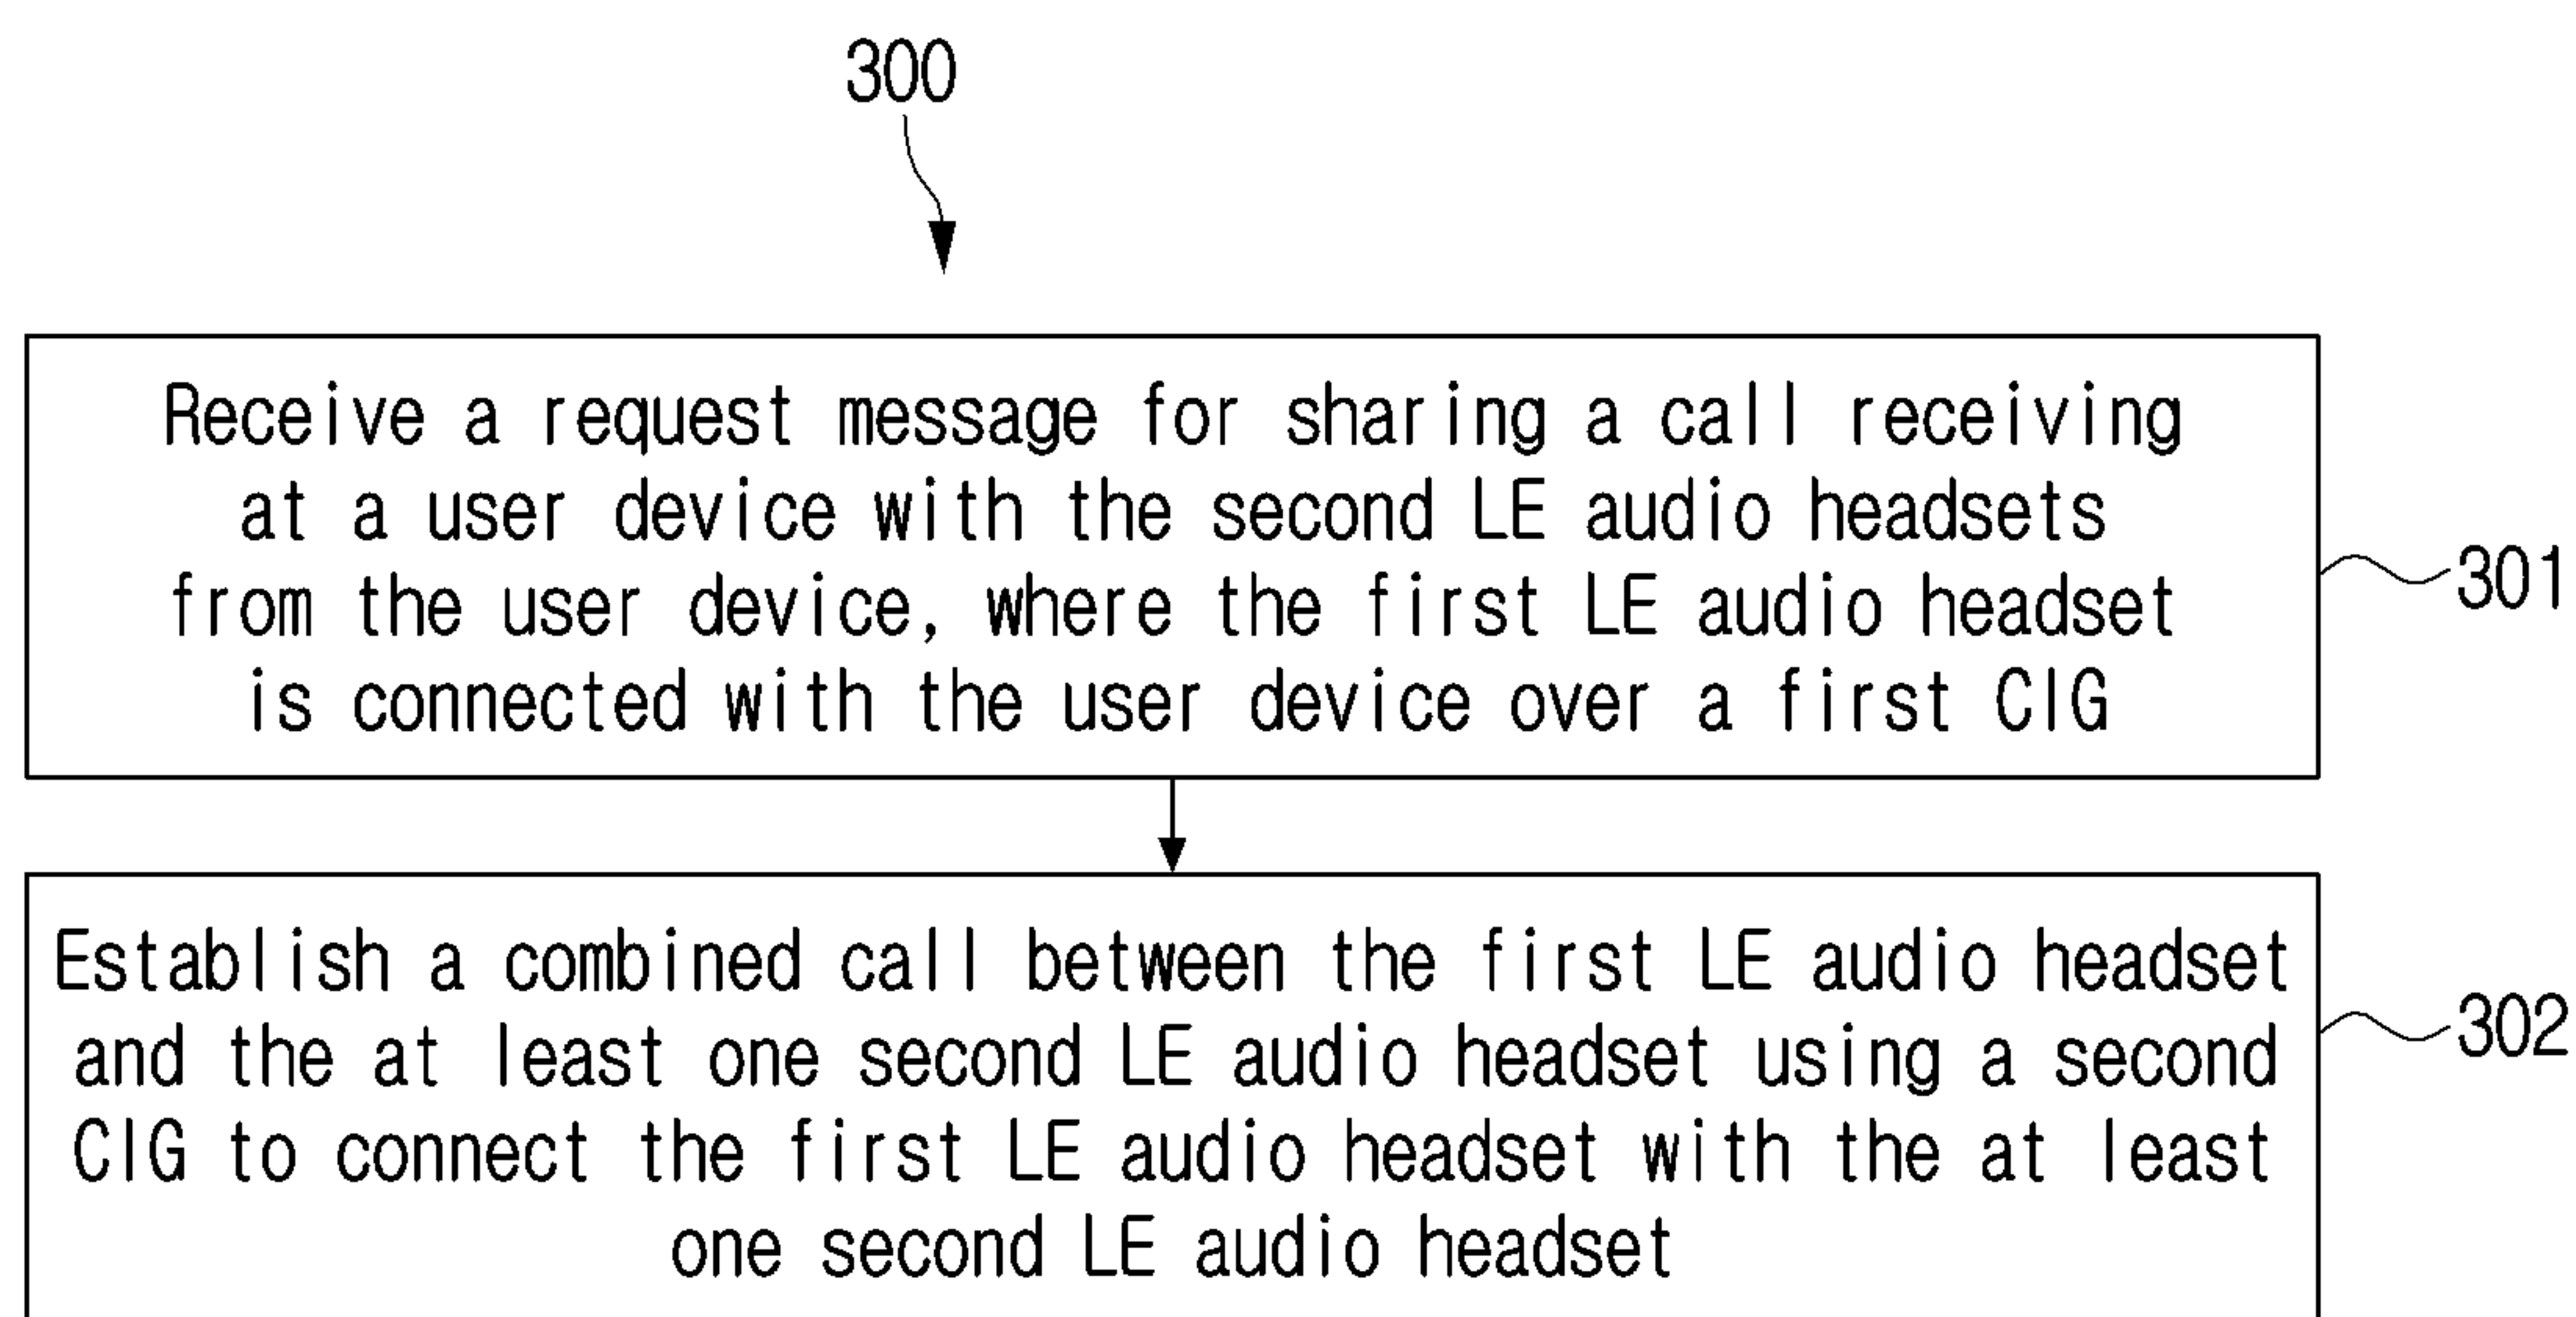 300
Receive a request message for sharing a call receiving
at a user device with the second LE audio headsets
from the user device, where the first LE audio headset
is connected with the user device over a first CIG
301
Establish a combined call between the first LE audio headset
and the at least one second LE audio headset using a second
CIG to connect the first LE audio headset with the at least
one second LE audio headset
302